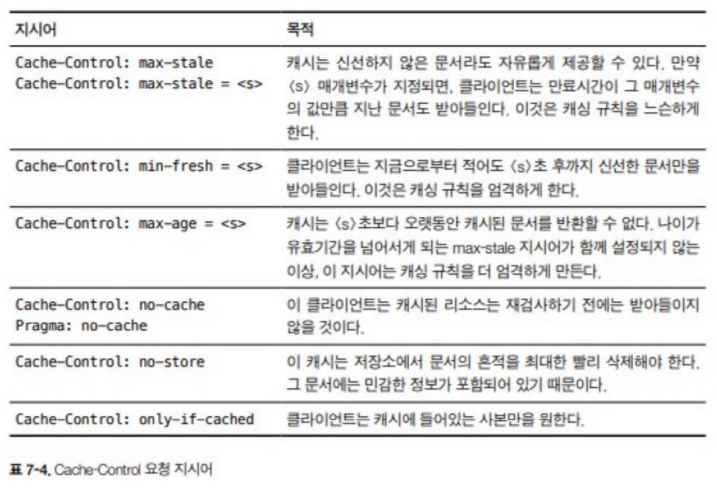 지시어 목적
Cache-Control: max-stale 캐시는 신선하지 않은 문서라도 자유롭게 제공할 수 있다. 만약
Cache-Control: max-stale = <s> 〈s〉 매개변수가 지정되면, 클라이언트는 만료시간이 그 매개변수
의 값만큼 지난 문서도 받아들인다. 이것은 캐싱 규칙을 느슨하게
한다.
Cache-Control: min-fresh = <s> 클라이언트는 지금으로부터 적어도 〈s〉초 후까지 신선한 문서만을
받아들인다. 이것은 캐싱 규칙을 엄격하게 한다.
Cache-Control: max-age = <s> 캐시는 〈s〉초보다 오랫동안 캐시된 문서를 반환할 수 없다. 나이가
유효기간을 넘어서게 되는 max-stale 지시어가 함께 설정되지 않는
이상, 이 지시어는 캐싱 규칙을 더 엄격하게 만든다.
Cache-Control: no-cache 이 클라이언트는 캐시된 리소스는 재검사하기 전에는 받아들이지
Pragma: no-cache 않을 것이다.
Cache-Control: no-store 이 캐시는 저장소에서 문서의 흔적을 최대한 빨리 삭제해야 한다.
그 문서에는 민감한 정보가 포함되어 있기 때문이다.
Cache-Control: only-if-cached 클라이언트는 캐시에 들어있는 사본만을 원한다.
표 7-4. Cache-Control 요청 지시어